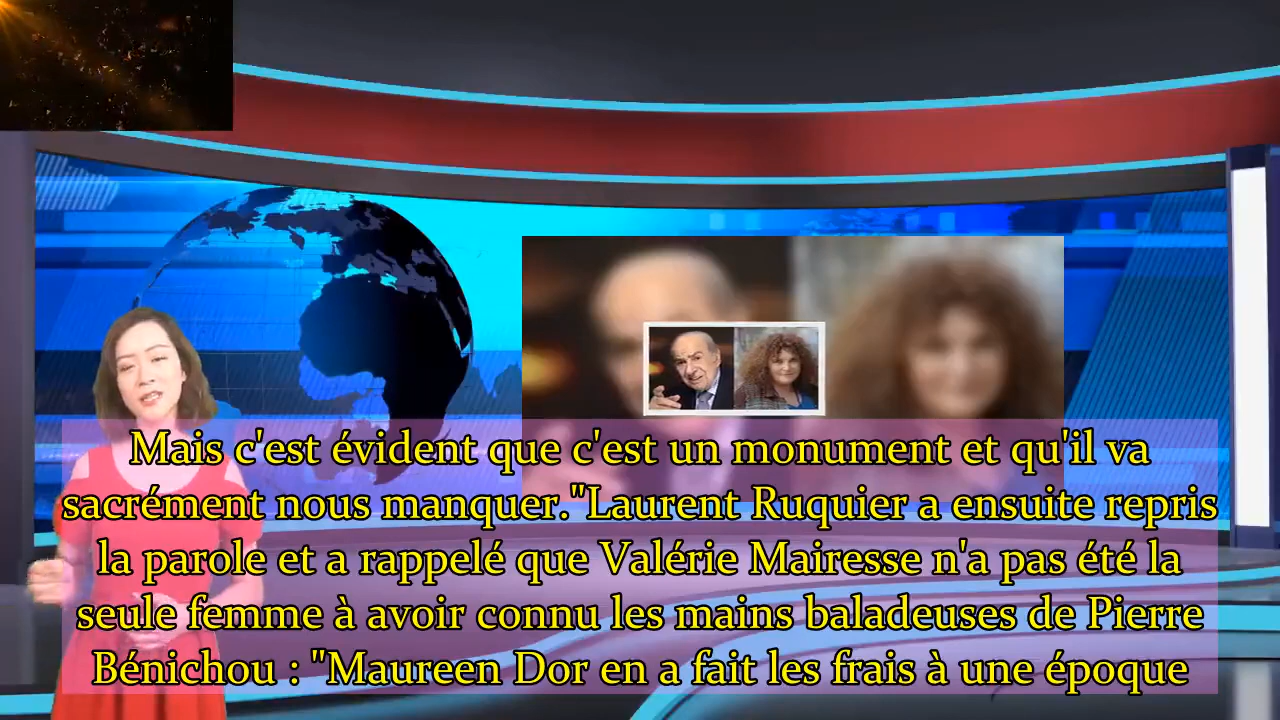 Mais c'est évident que c'est un monument et qu'il va
sacrément nous manquer."Laurent Ruquier a ensuite repris
la parole et a rappelé que Valérie Mairesse n'a pas été la
seule femme à avoir connu les mains baladeuses de Pierre
Bénichou : "Maureen Dor en a fait les frais à une époque